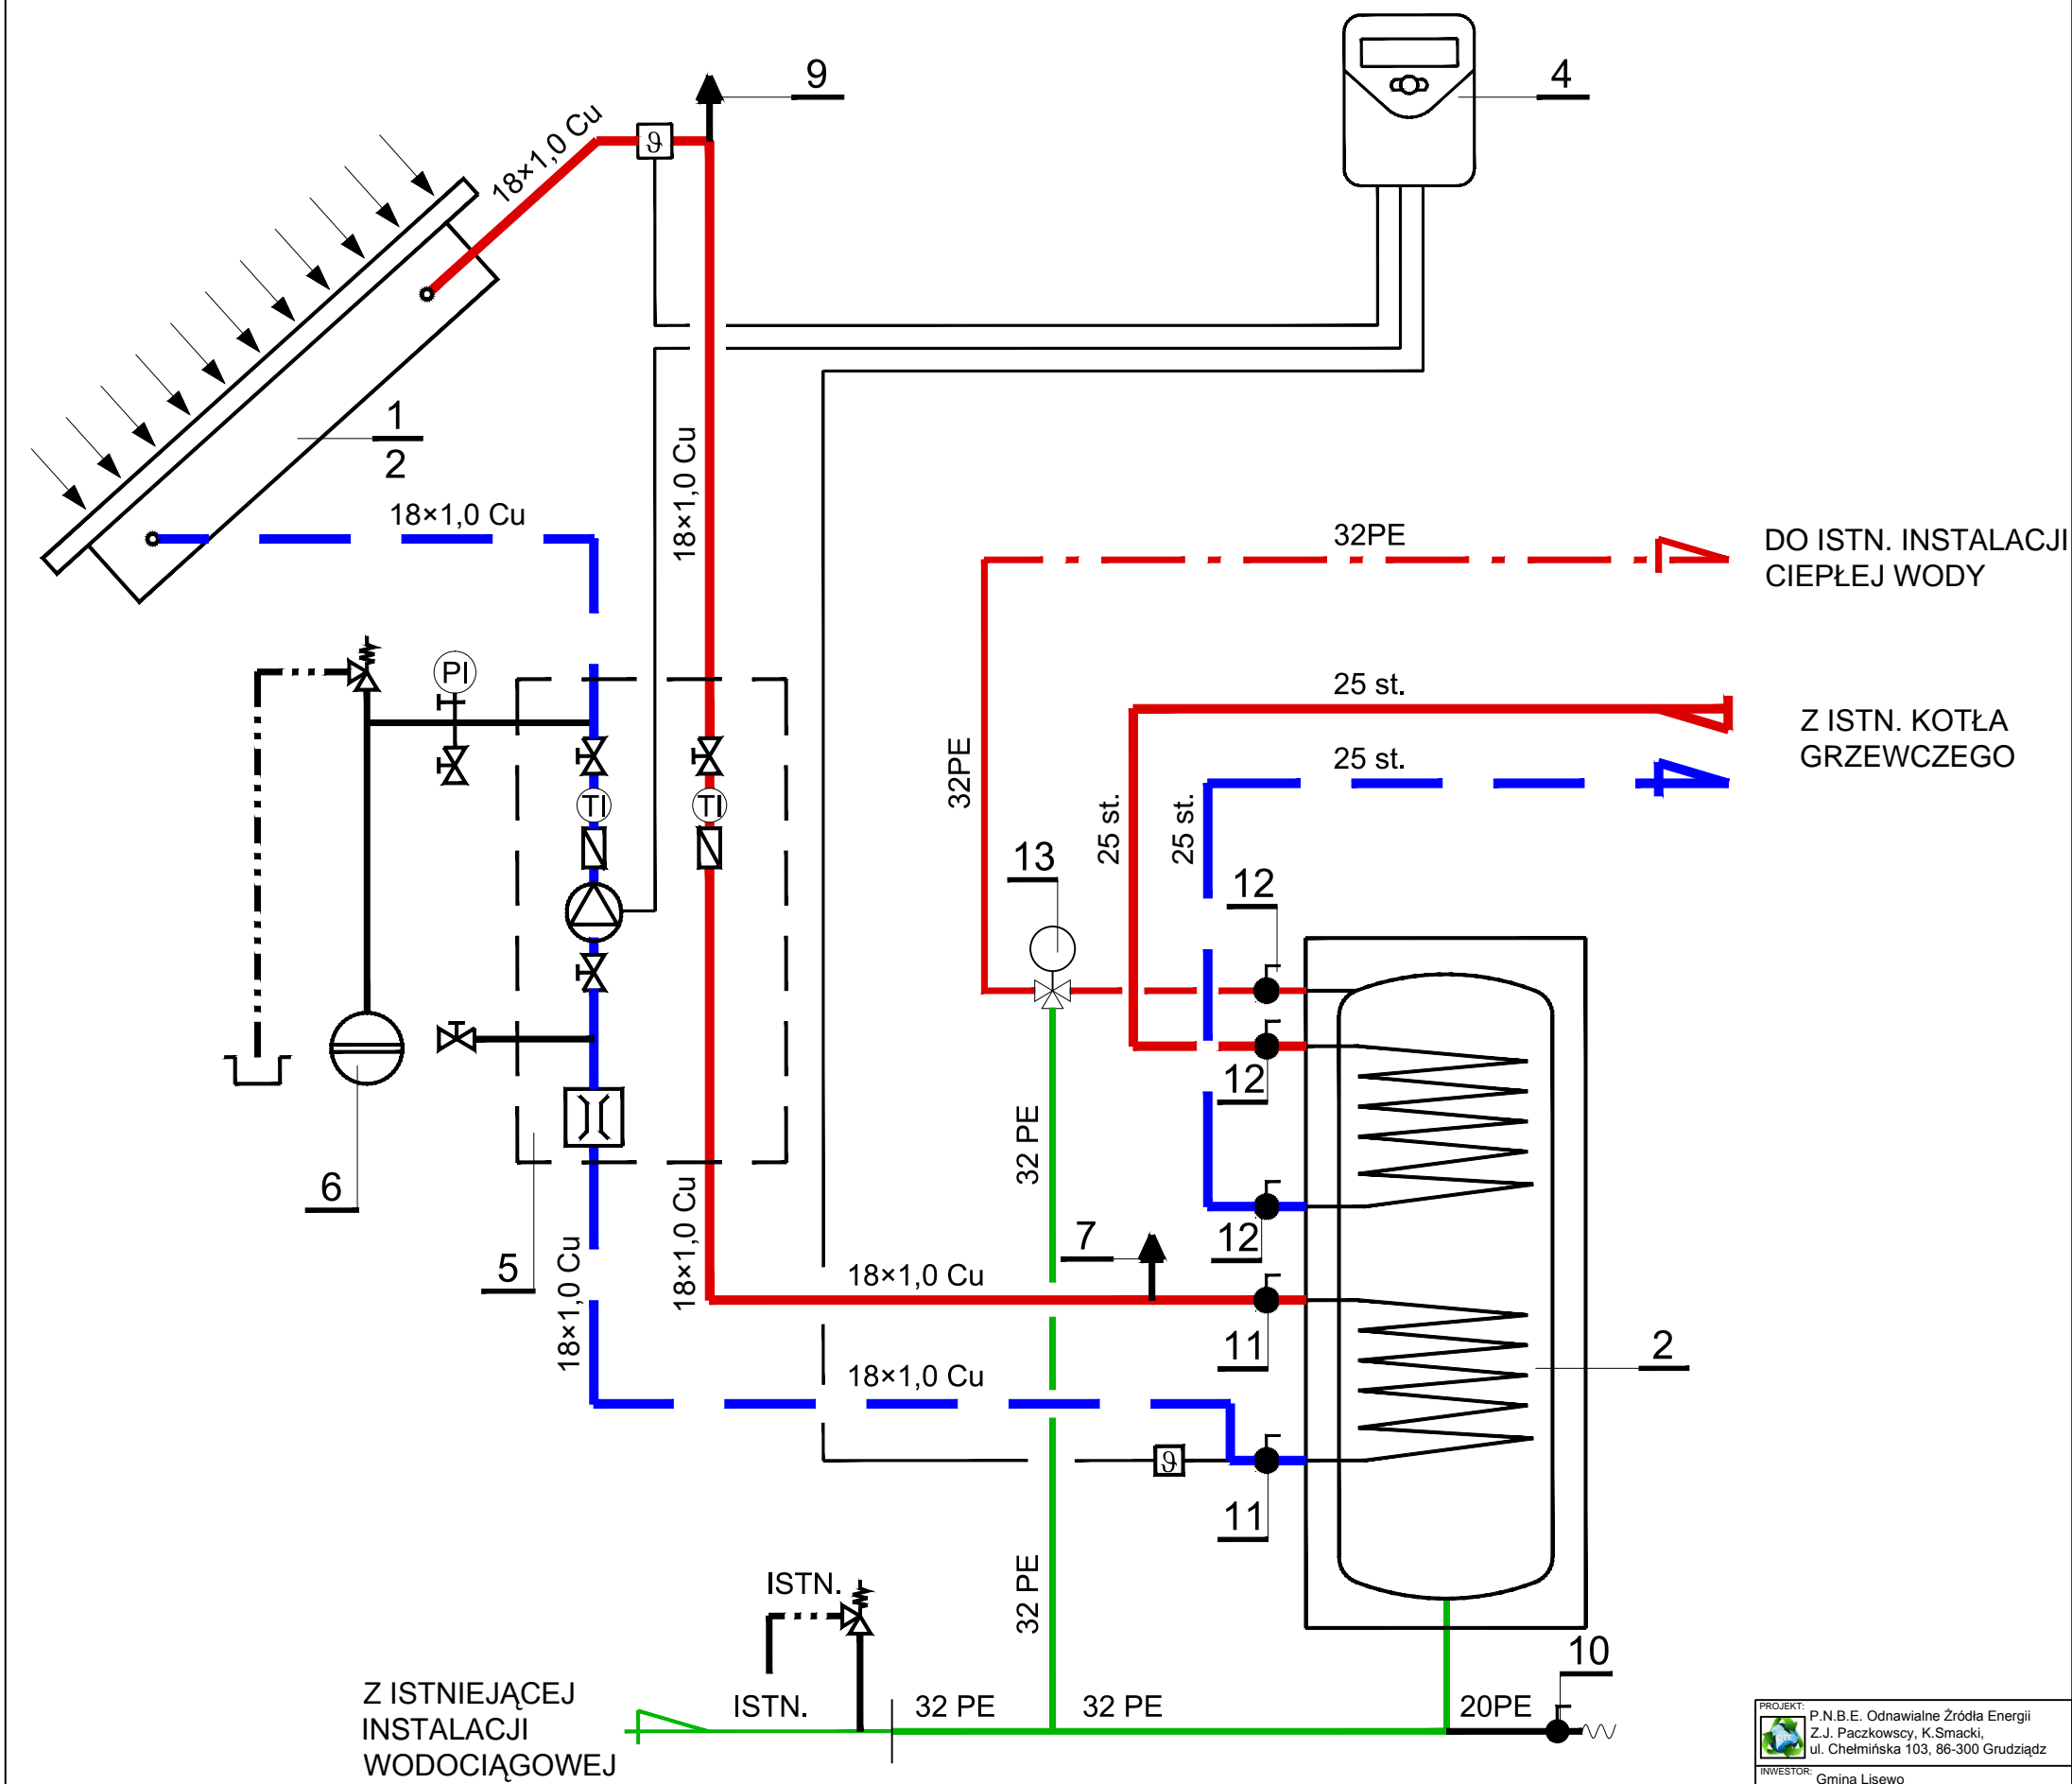 9
4
18×1,0 Cu
ϑ
1
2
18×1,0 Cu
18×1,0 Cu
32PE
DO ISTN. INSTALACJI
CIEPŁEJ WODY
PI
25 st.
Z ISTN. KOTŁA
GRZEWCZEGO
25 st.
32PE
25 st.
25 st.
TI
TI
13
12
12
32 PE
6
5
7
12
18×1,0 Cu
18×1,0 Cu
18×1,0 Cu
11
2
18×1,0 Cu
ϑ
11
ISTN.
32 PE
10
Z ISTNIEJĄCEJ
INSTALACJI
WODOCIĄGOWEJ
ISTN.
32 PE
32 PE
20PE
PROJEKT:
P.N.B.E. Odnawialne Źródła Energii
Z.J. Paczkowscy, K.Smacki,
ul. Chełmińska 103, 86-300 Grudziądz
INWESTOR:
Gmina Lisewo